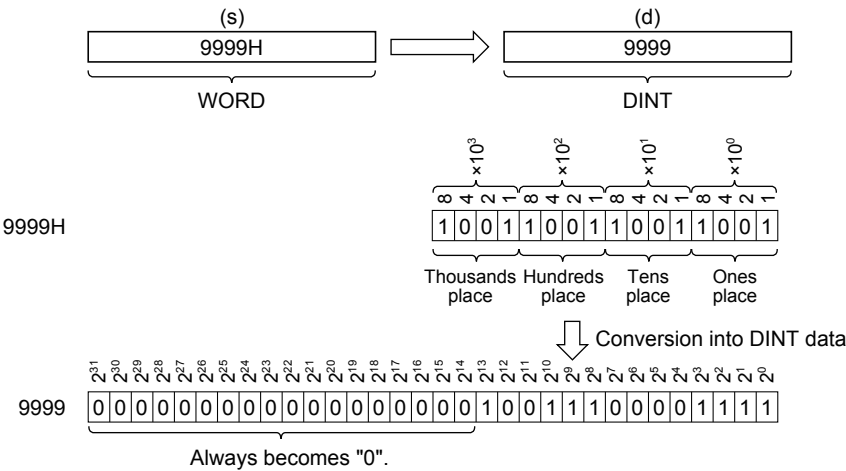 (s) (d)
9999H 9999
WORD DINT
×10³ ×10² ×10¹ ×10⁰
8 4 2 1 8 4 2 1 8 4 2 1 8 4 2 1
9999H 1 0 0 1 1 0 0 1 1 0 0 1 1 0 0 1
Thousands place Hundreds place Tens place Ones place
Conversion into DINT data
2³¹ 2³⁰ 2²⁹ 2²⁸ 2²⁷ 2²⁶ 2²⁵ 2²⁴ 2²³ 2²² 2²¹ 2²⁰ 2¹⁹ 2¹⁸ 2¹⁷ 2¹⁶ 2¹⁵ 2¹⁴ 2¹³ 2¹² 2¹¹ 2¹⁰ 2⁹ 2⁸ 2⁷ 2⁶ 2⁵ 2⁴ 2³ 2² 2¹ 2⁰
9999 0 0 0 0 0 0 0 0 0 0 0 0 0 0 0 0 0 0 1 0 0 1 1 1 0 0 0 0 1 1 1 1
Always becomes "0".